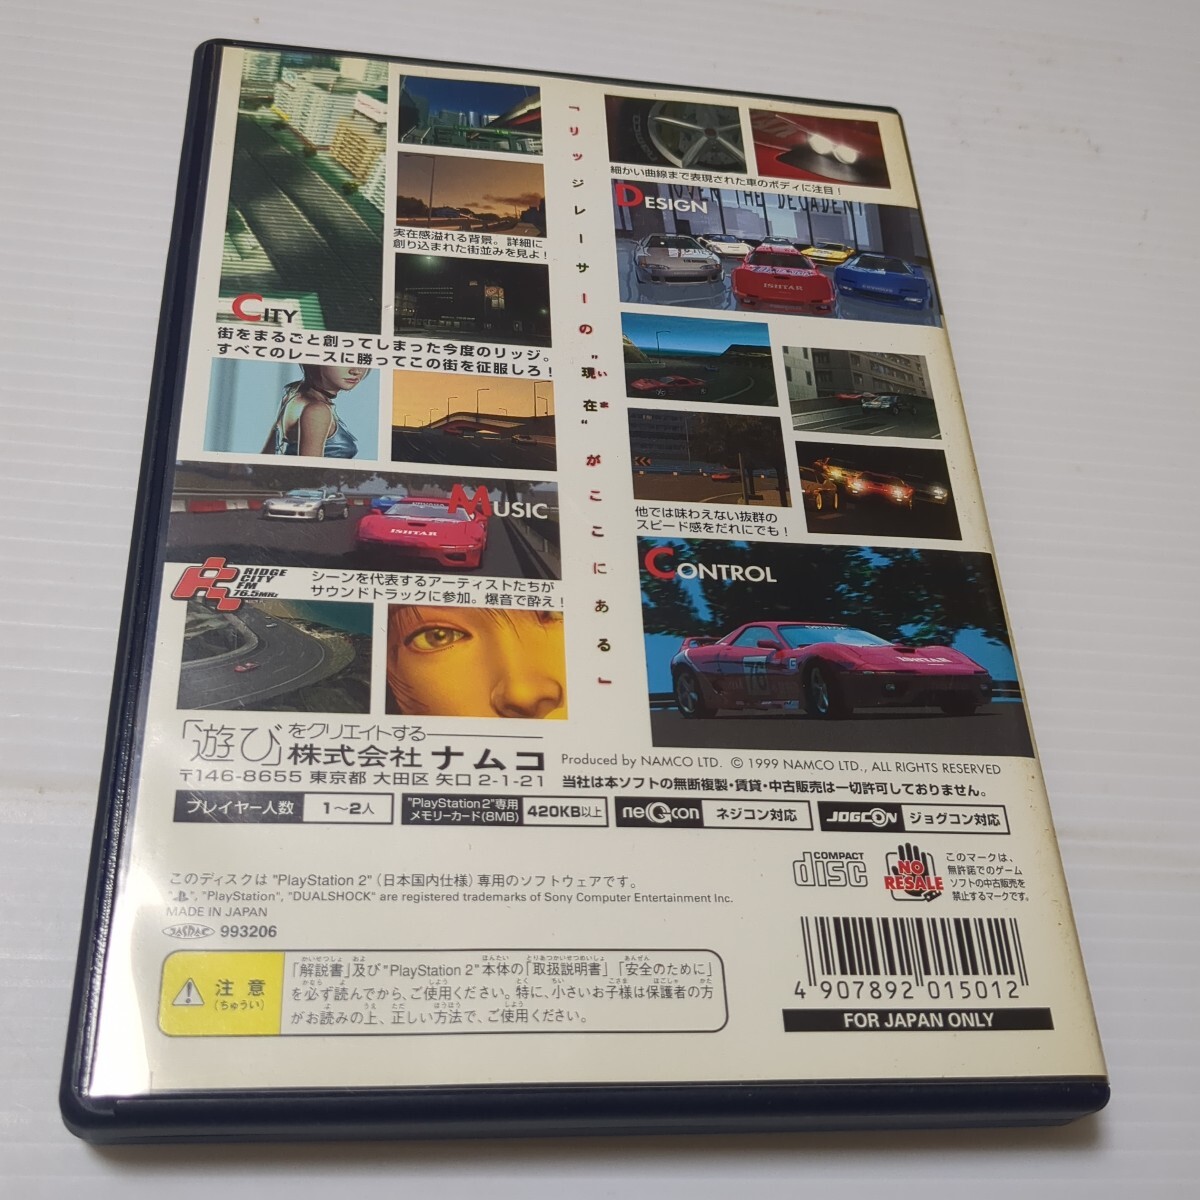 実在感溢れる背景。詳細に
創り込まれた街並みを見よ!
CITY
街をまるごと創ってしまった今度のリッジ。
すべてのレースに勝ってこの街を征服しろ!
MUSIC
ISHTAR
RIDGE
CITY
FM
76.5MHz
シーンを代表するアーティストたちが
サウンドトラックに参加。爆音で酔え!
「リッジレーサーの"現在"がここにある」
いま
細かい曲線まで表現された車のボディに注目!
OVER THE DECADENT
DESIGN
ISHTAR
他では味わえない抜群の
スピード感をだれにでも!
CONTROL
ISHTAR
76
「遊び」をクリエイトする
株式会社ナムコ
〒146-8655 東京都 大田区 矢口 2-1-21
Produced by NAMCO LTD. © 1999 NAMCO LTD., ALL RIGHTS RESERVED
当社は本ソフトの無断複製・賃貸・中古販売は一切許可しておりません。
プレイヤー人数 1〜2人
"PlayStation 2"専用
メモリーカード(8MB) 420KB以上
neGcon ネジコン対応
JOGCON ジョグコン対応
このディスクは "PlayStation 2" (日本国内仕様) 専用のソフトウェアです。
" ", "PlayStation", "DUALSHOCK" are registered trademarks of Sony Computer Entertainment Inc.
MADE IN JAPAN
JASRAC 993206
COMPACT
disc
NO
RESALE
このマークは、
無許諾でのゲーム
ソフトの中古販売を
禁止するマークです。
注意
(ちゅうい)
「解説書」及び "PlayStation 2" 本体の「取扱説明書」「安全のために」
を必ず読んでから、ご使用ください。特に、小さいお子様は保護者の方
がお読みの上、正しい方法で、ご使用ください。
4 907892 015012
FOR JAPAN ONLY